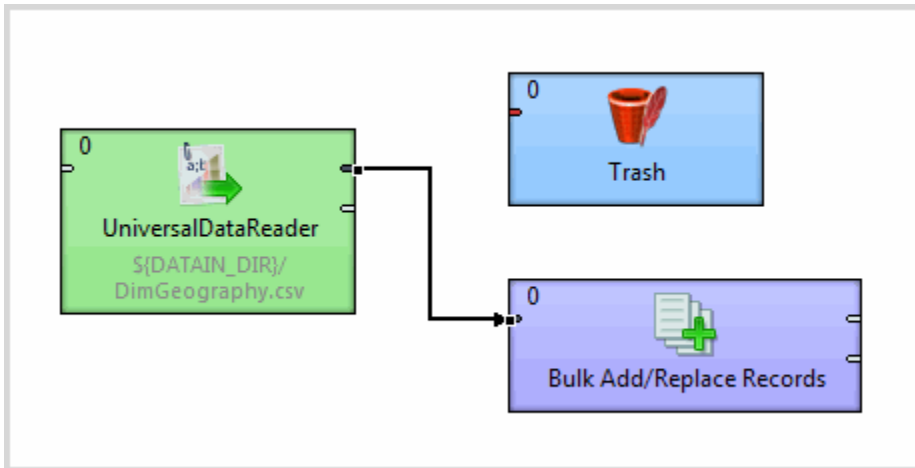 0
a;b
UniversalDataReader
${DATAIN_DIR}/
DimGeography.csv
0
Trash
0
Bulk Add/Replace Records